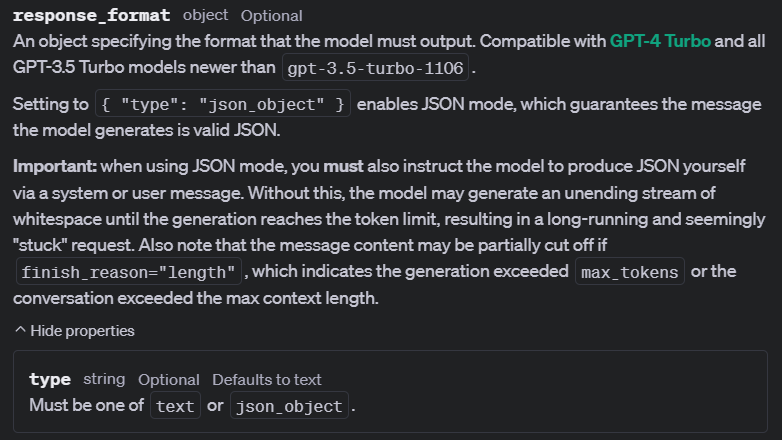 response_format object Optional
An object specifying the format that the model must output. Compatible with GPT-4 Turbo and all
GPT-3.5 Turbo models newer than gpt-3.5-turbo-1106.
Setting to { "type": "json_object" } enables JSON mode, which guarantees the message
the model generates is valid JSON.
Important: when using JSON mode, you must also instruct the model to produce JSON yourself
via a system or user message. Without this, the model may generate an unending stream of
whitespace until the generation reaches the token limit, resulting in a long-running and seemingly
"stuck" request. Also note that the message content may be partially cut off if
finish_reason="length", which indicates the generation exceeded max_tokens or the
conversation exceeded the max context length.
Hide properties
type string Optional Defaults to text
Must be one of text or json_object.